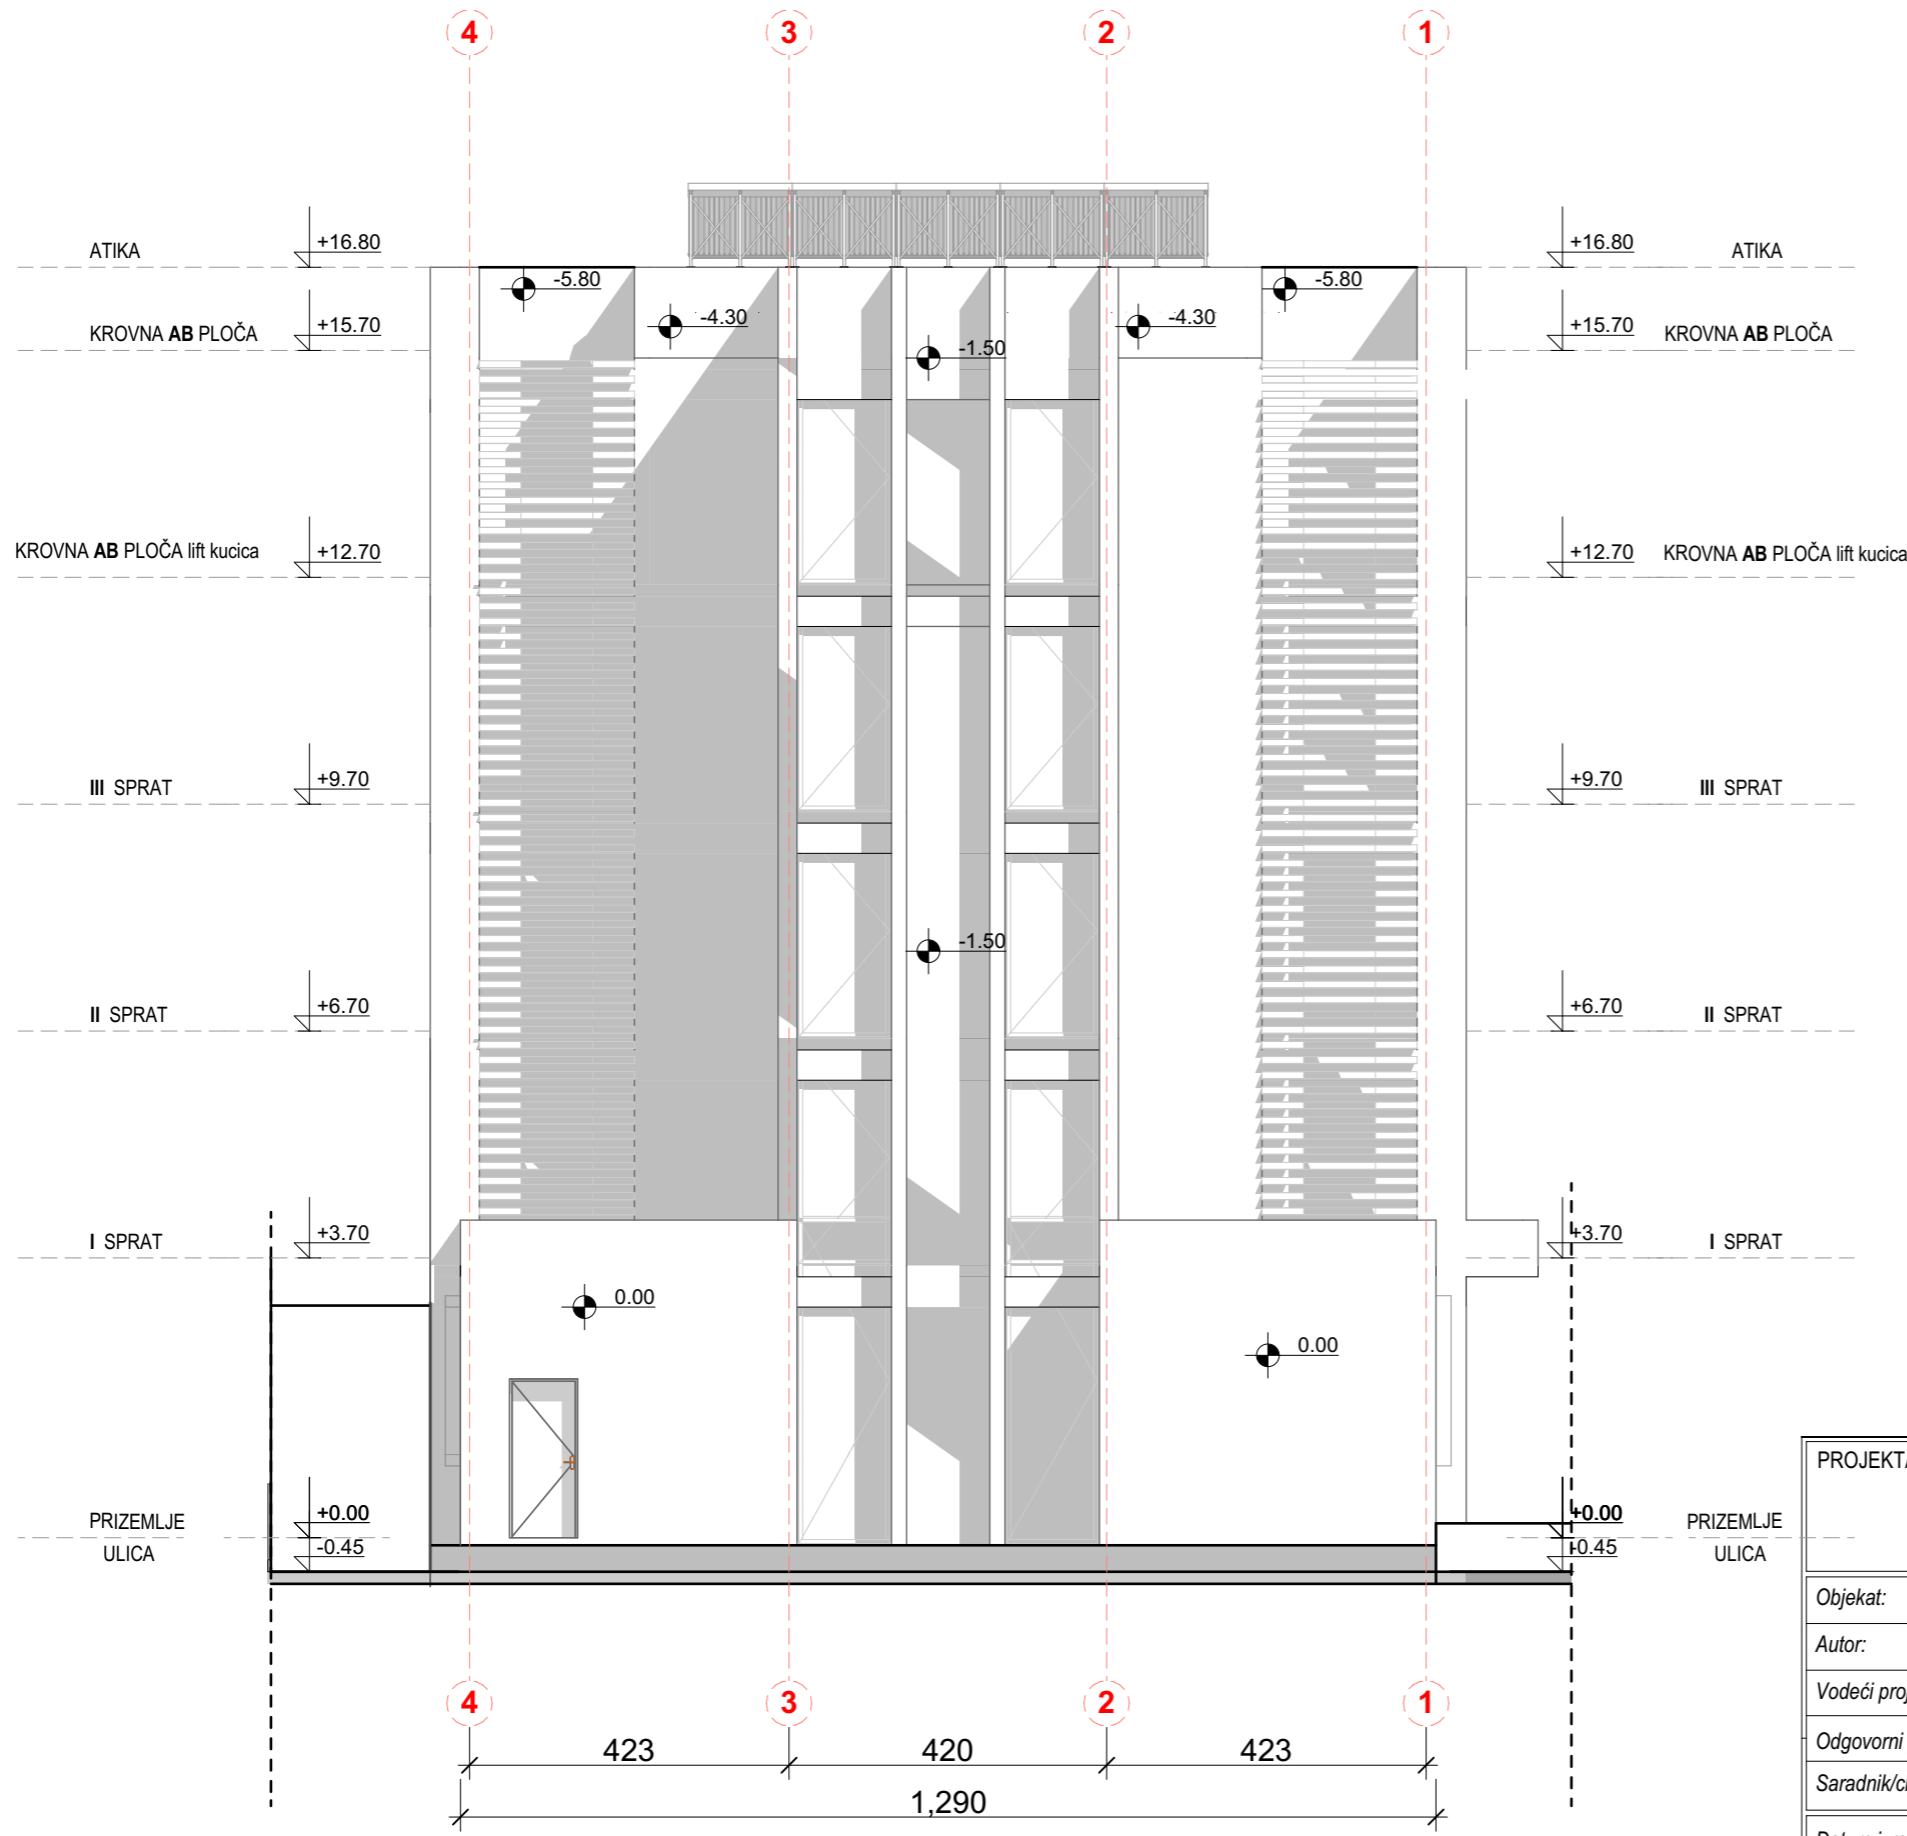 4 3 2 1
ATIKA +16.80 +16.80 ATIKA
-5.80 -5.80
-4.30 -4.30
KROVNA AB PLOČA +15.70 +15.70 KROVNA AB PLOČA
-1.50
KROVNA AB PLOČA lift kucica +12.70 +12.70 KROVNA AB PLOČA lift kucica
III SPRAT +9.70 +9.70 III SPRAT
-1.50
II SPRAT +6.70 +6.70 II SPRAT
I SPRAT +3.70 +3.70 I SPRAT
0.00
0.00
PRIZEMLJE +0.00 +0.00 PRIZEMLJE
ULICA -0.45 -0.45 ULICA
4 3 2 1
423 420 423
1,290
PROJEKTA
Objekat:
Autor:
Vodeći proj
Odgovorni
Saradnik/c